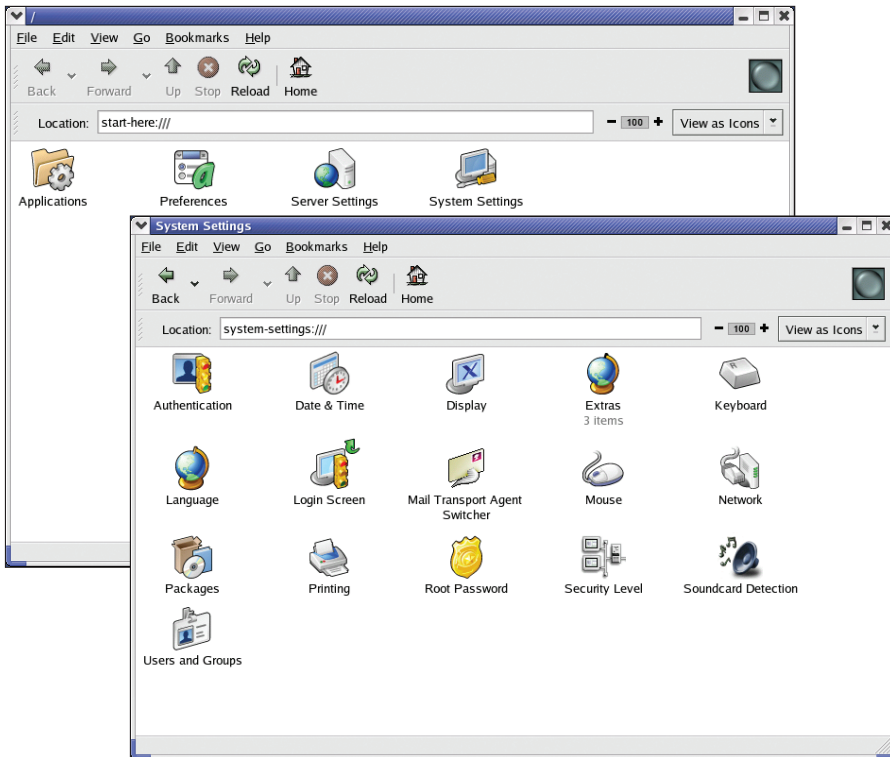 /
File Edit View Go Bookmarks Help
Back Forward Up Stop Reload Home
Location: start-here:/// 100 View as Icons
Applications Preferences Server Settings System Settings
System Settings
File Edit View Go Bookmarks Help
Back Forward Up Stop Reload Home
Location: system-settings:/// 100 View as Icons
Authentication Date & Time Display Extras Keyboard
3 items
Language Login Screen Mail Transport Agent Mouse Network
Switcher
Packages Printing Root Password Security Level Soundcard Detection
Users and Groups